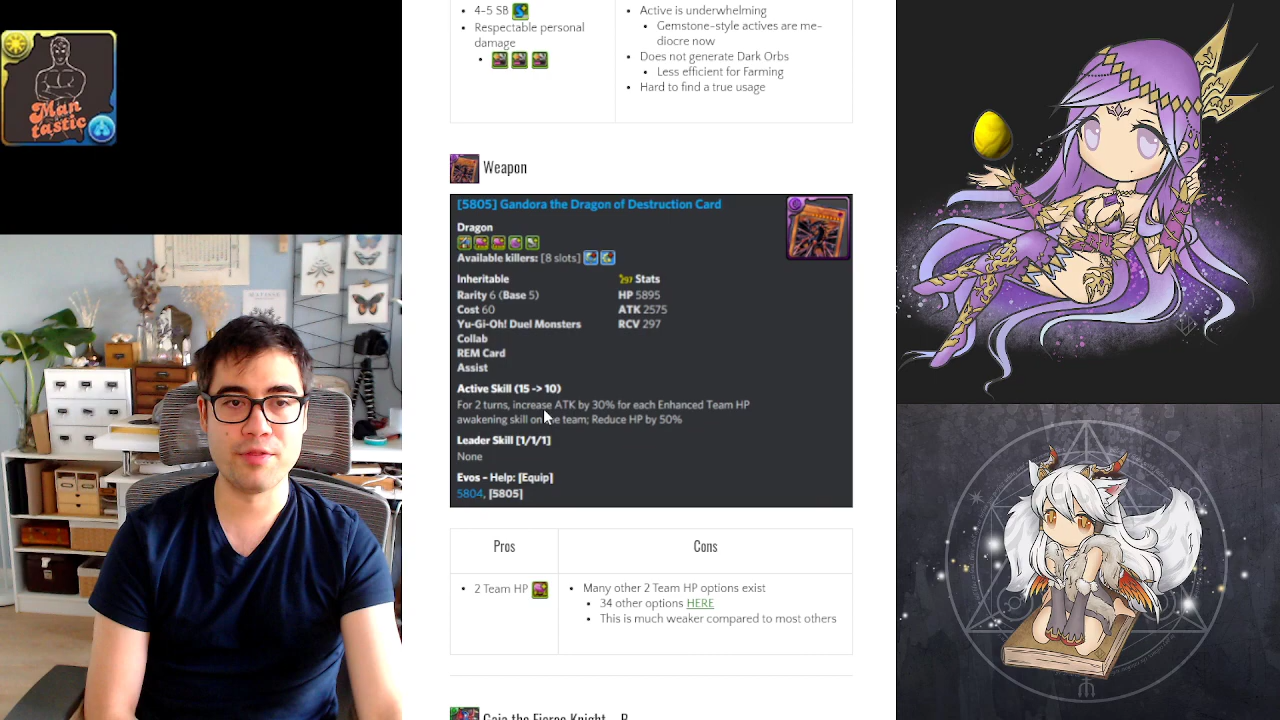 Man
tastic
4-5 SB
Respectable personal
damage
Active is underwhelming
Gemstone-style actives are me-
diocre now
Does not generate Dark Orbs
Less efficient for Farming
Hard to find a true usage
Weapon
[5805] Gandora the Dragon of Destruction Card
Dragon
Available killers: [8 slots]
Inheritable
Rarity 6 (Base 5)
Cost 60
Yu-Gi-Oh! Duel Monsters
Collab
REM Card
Assist
297 Stats
HP 5895
ATK 2575
RCV 297
Active Skill (15 -> 10)
For 2 turns, increase ATK by 30% for each Enhanced Team HP
awakening skill on the team; Reduce HP by 50%
Leader Skill [1/1/1]
None
Evos – Help: [Equip]
5804, [5805]
Pros
Cons
2 Team HP
Many other 2 Team HP options exist
34 other options HERE
This is much weaker compared to most others
Gaia the Fierce Knight – B